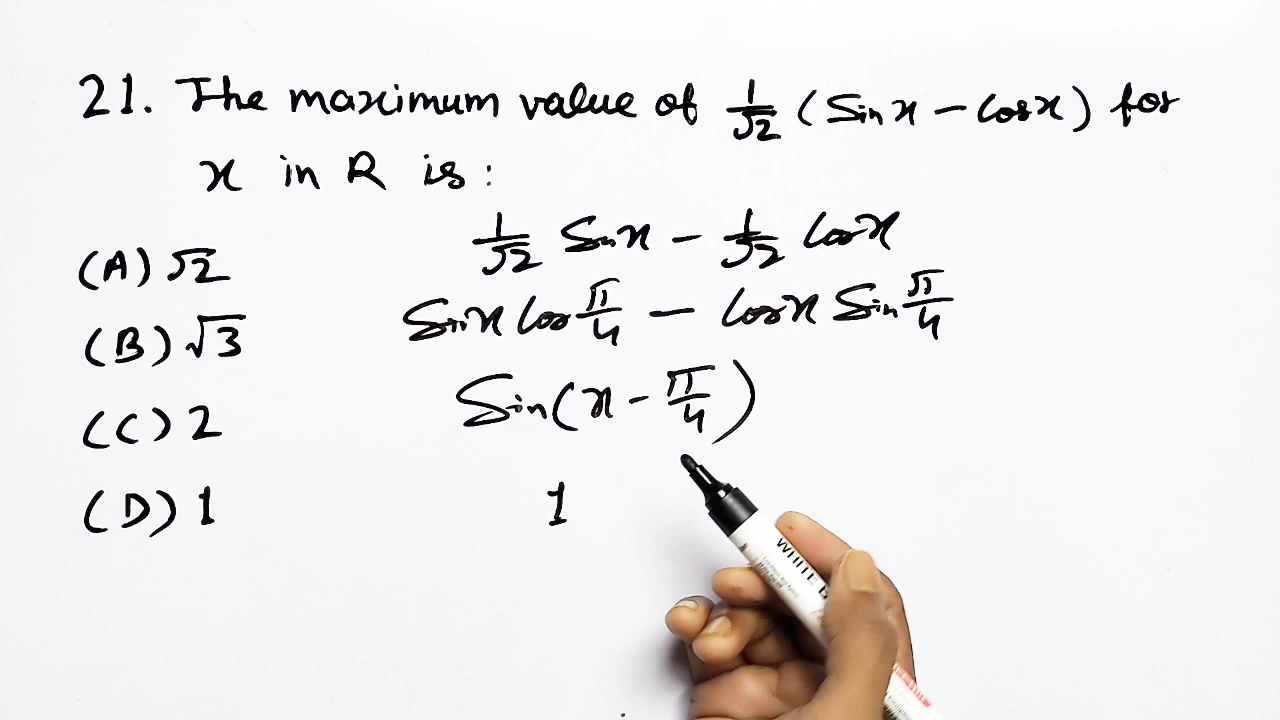 21. The maximum value of 1/√2 (Sin x - Cos x) for
x in R is:
(A) √2
(B) √3
(C) 2
(D) 1
1/√2 Sin x - 1/√2 Cos x
Sin x Cos π/4 - Cos x Sin π/4
Sin(x - π/4)
1
WHITE B